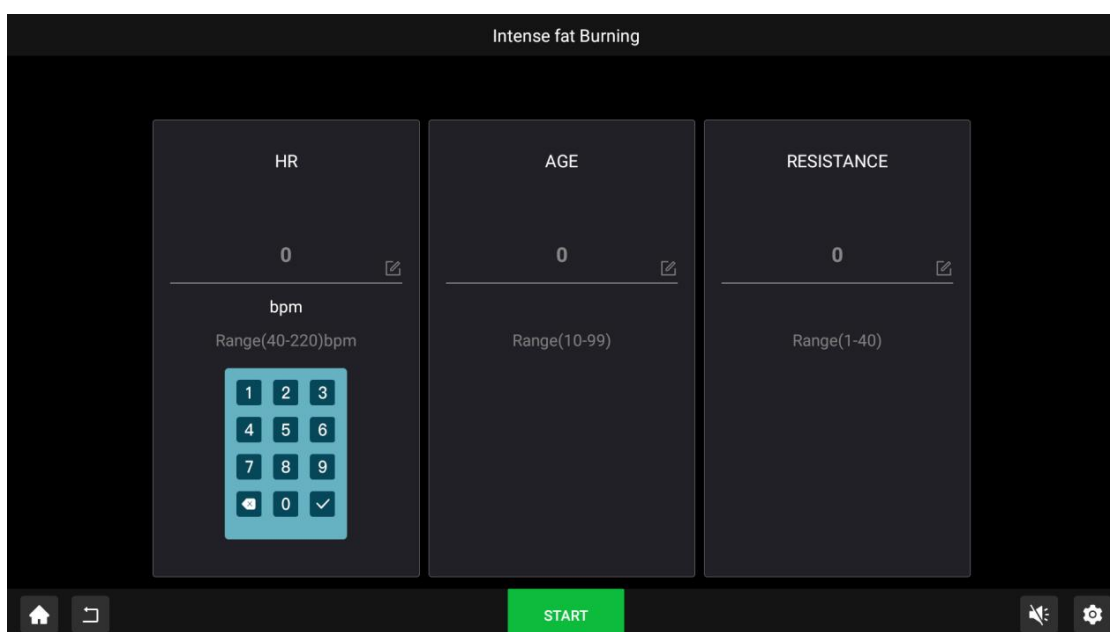 Intense fat Burning
HR
0
bpm
Range(40-220)bpm
1 2 3
4 5 6
7 8 9
0
AGE
0
Range(10-99)
RESISTANCE
0
Range(1-40)
START